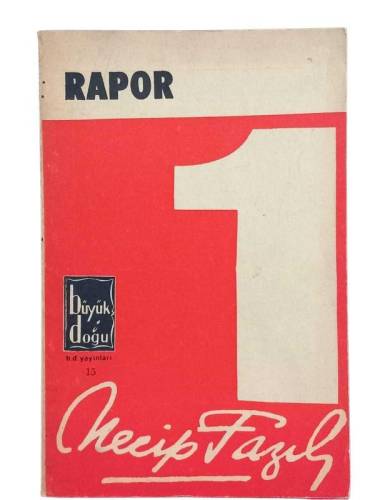 RAPOR
1
büyük
doğu
b.d. yayınları
15
Necip Fazıl